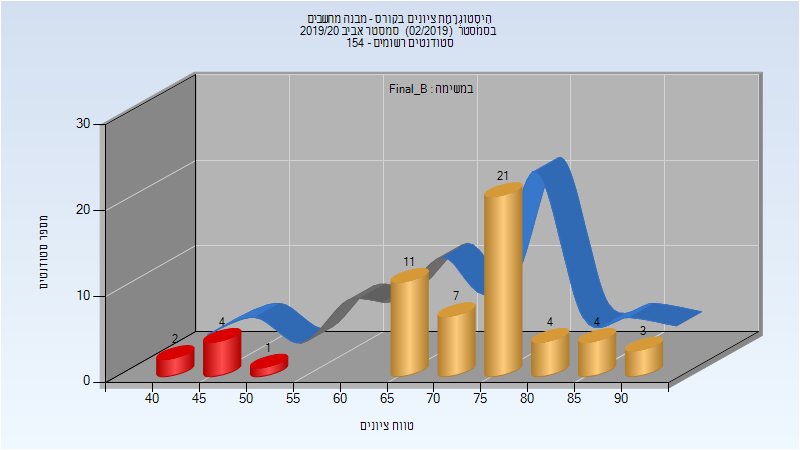 היסטוגרמת ציונים בקורס - מבנה מחשבים
בסמסטר (02/2019) סמסטר אביב 2019/20
סטודנטים רשומים - 154
במשימה : Final_B
מספר סטודנטים
30
20
10
0
2
4
1
11
7
21
4
4
3
40 45 50 55 60 65 70 75 80 85 90
טווח ציונים